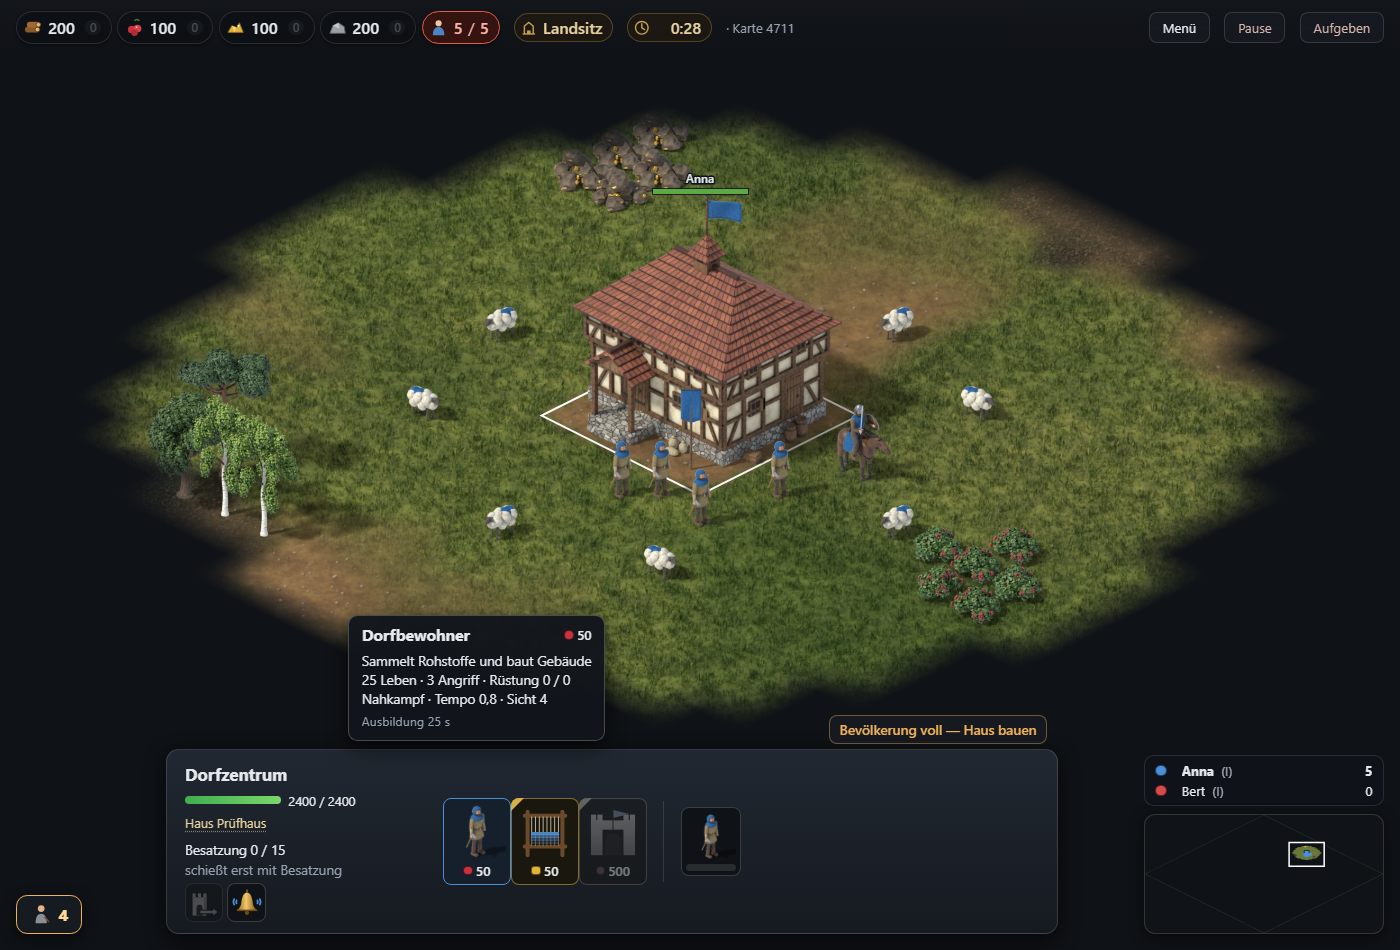 200 0 100 0 100 0 200 0 5 / 5 Landsitz 0:28 · Karte 4711 Menü Pause Aufgeben
Anna
Dorfbewohner 50
Sammelt Rohstoffe und baut Gebäude
25 Leben · 3 Angriff · Rüstung 0 / 0
Nahkampf · Tempo 0,8 · Sicht 4
Ausbildung 25 s
Bevölkerung voll — Haus bauen
Dorfzentrum
2400 / 2400
Haus Prüfhaus
Besatzung 0 / 15
schießt erst mit Besatzung
50 50 500
4
Anna (I) 5
Bert (I) 0